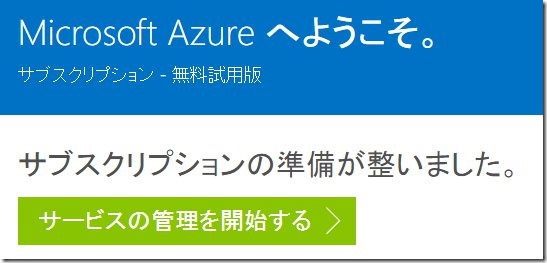 Microsoft Azure へようこそ。
サブスクリプション - 無料試用版
サブスクリプションの準備が整いました。
サービスの管理を開始する